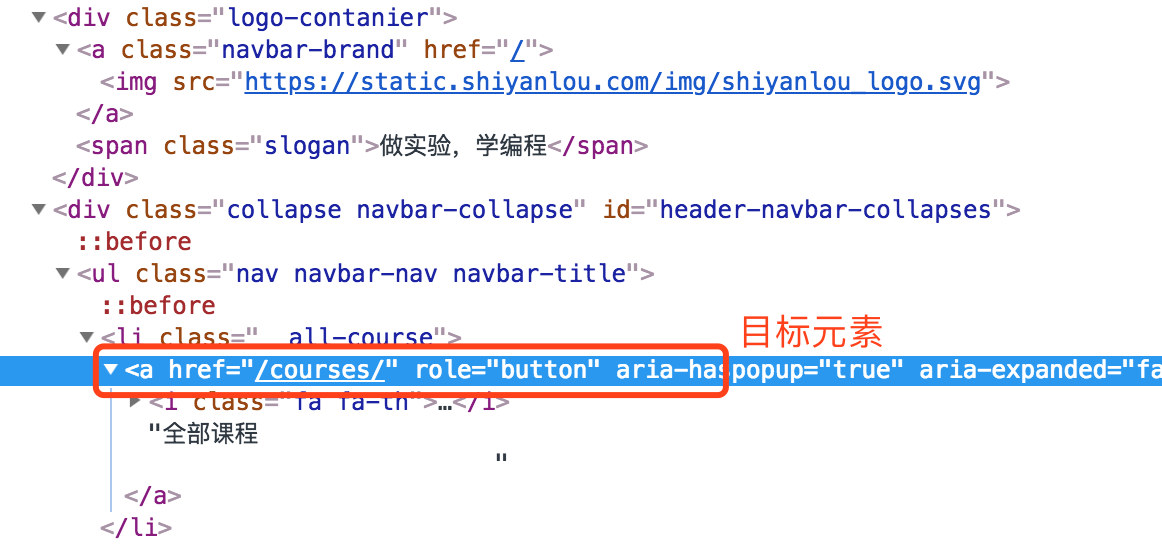 <div class="logo-contanier">
<a class="navbar-brand" href="/">
<img src="https://static.shiyanlou.com/img/shiyanlou_logo.svg">
</a>
<span class="slogan">做实验，学编程</span>
</div>
<div class="collapse navbar-collapse" id="header-navbar-collapses">
::before
<ul class="nav navbar-nav navbar-title">
::before
<li class="  all-course">
目标元素
<a href="/courses/" role="button" aria-haspopup="true" aria-expanded="fa
<i class="fa fa-th">…</i>
"全部课程
"
</a>
</li>